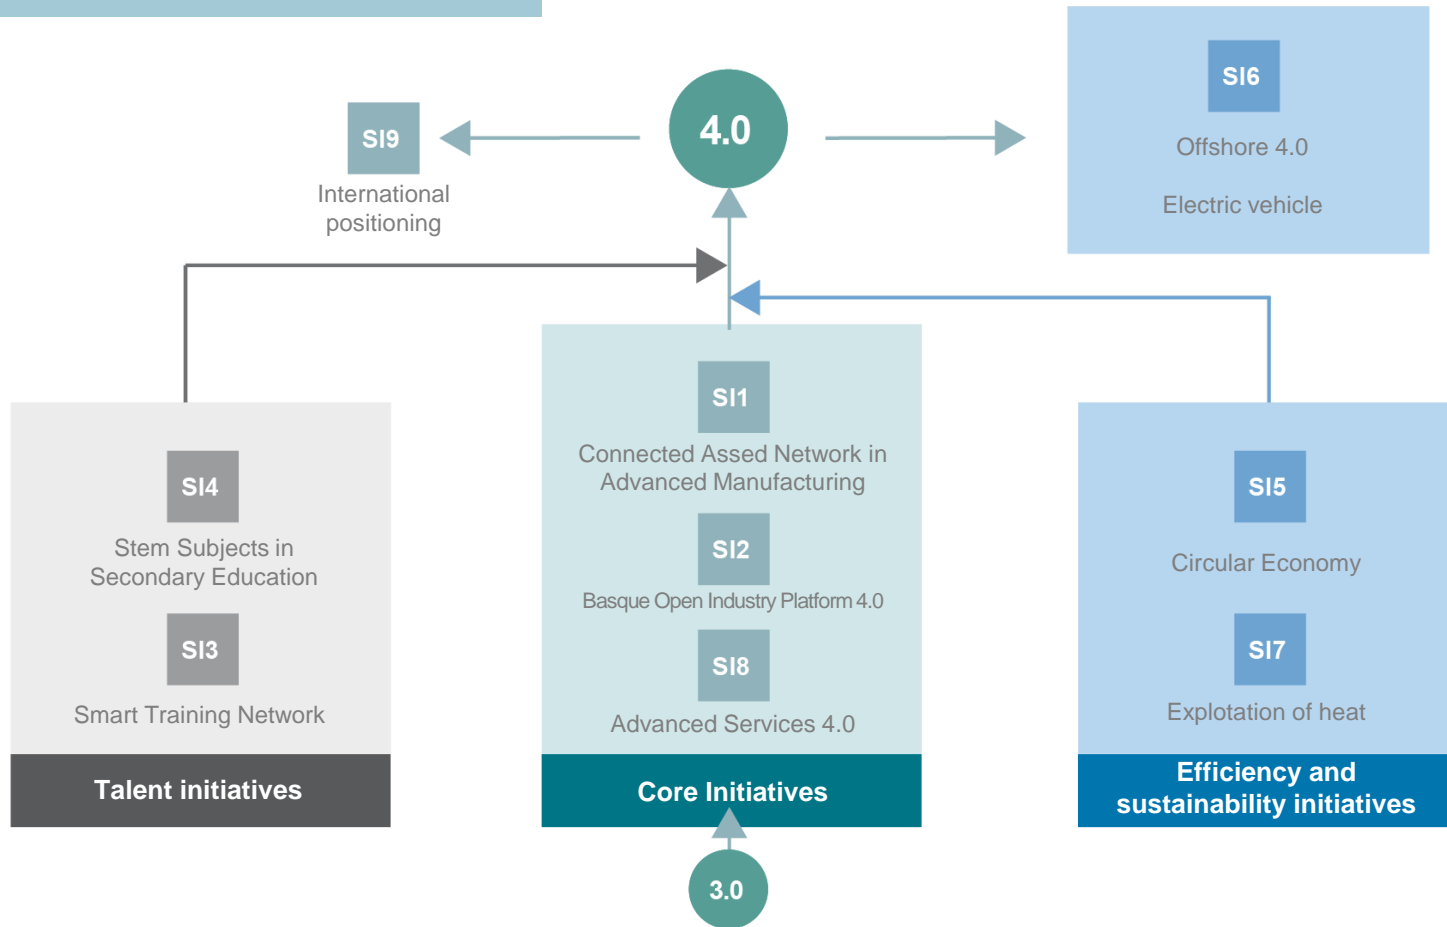 SI6
Offshore 4.0
Electric vehicle
4.0
SI9
International
positioning
SI4
Stem Subjects in
Secondary Education
SI3
Smart Training Network
Talent initiatives
SI1
Connected Assed Network in
Advanced Manufacturing
SI2
Basque Open Industry Platform 4.0
SI8
Advanced Services 4.0
Core Initiatives
SI5
Circular Economy
SI7
Explotation of heat
Efficiency and
sustainability initiatives
3.0